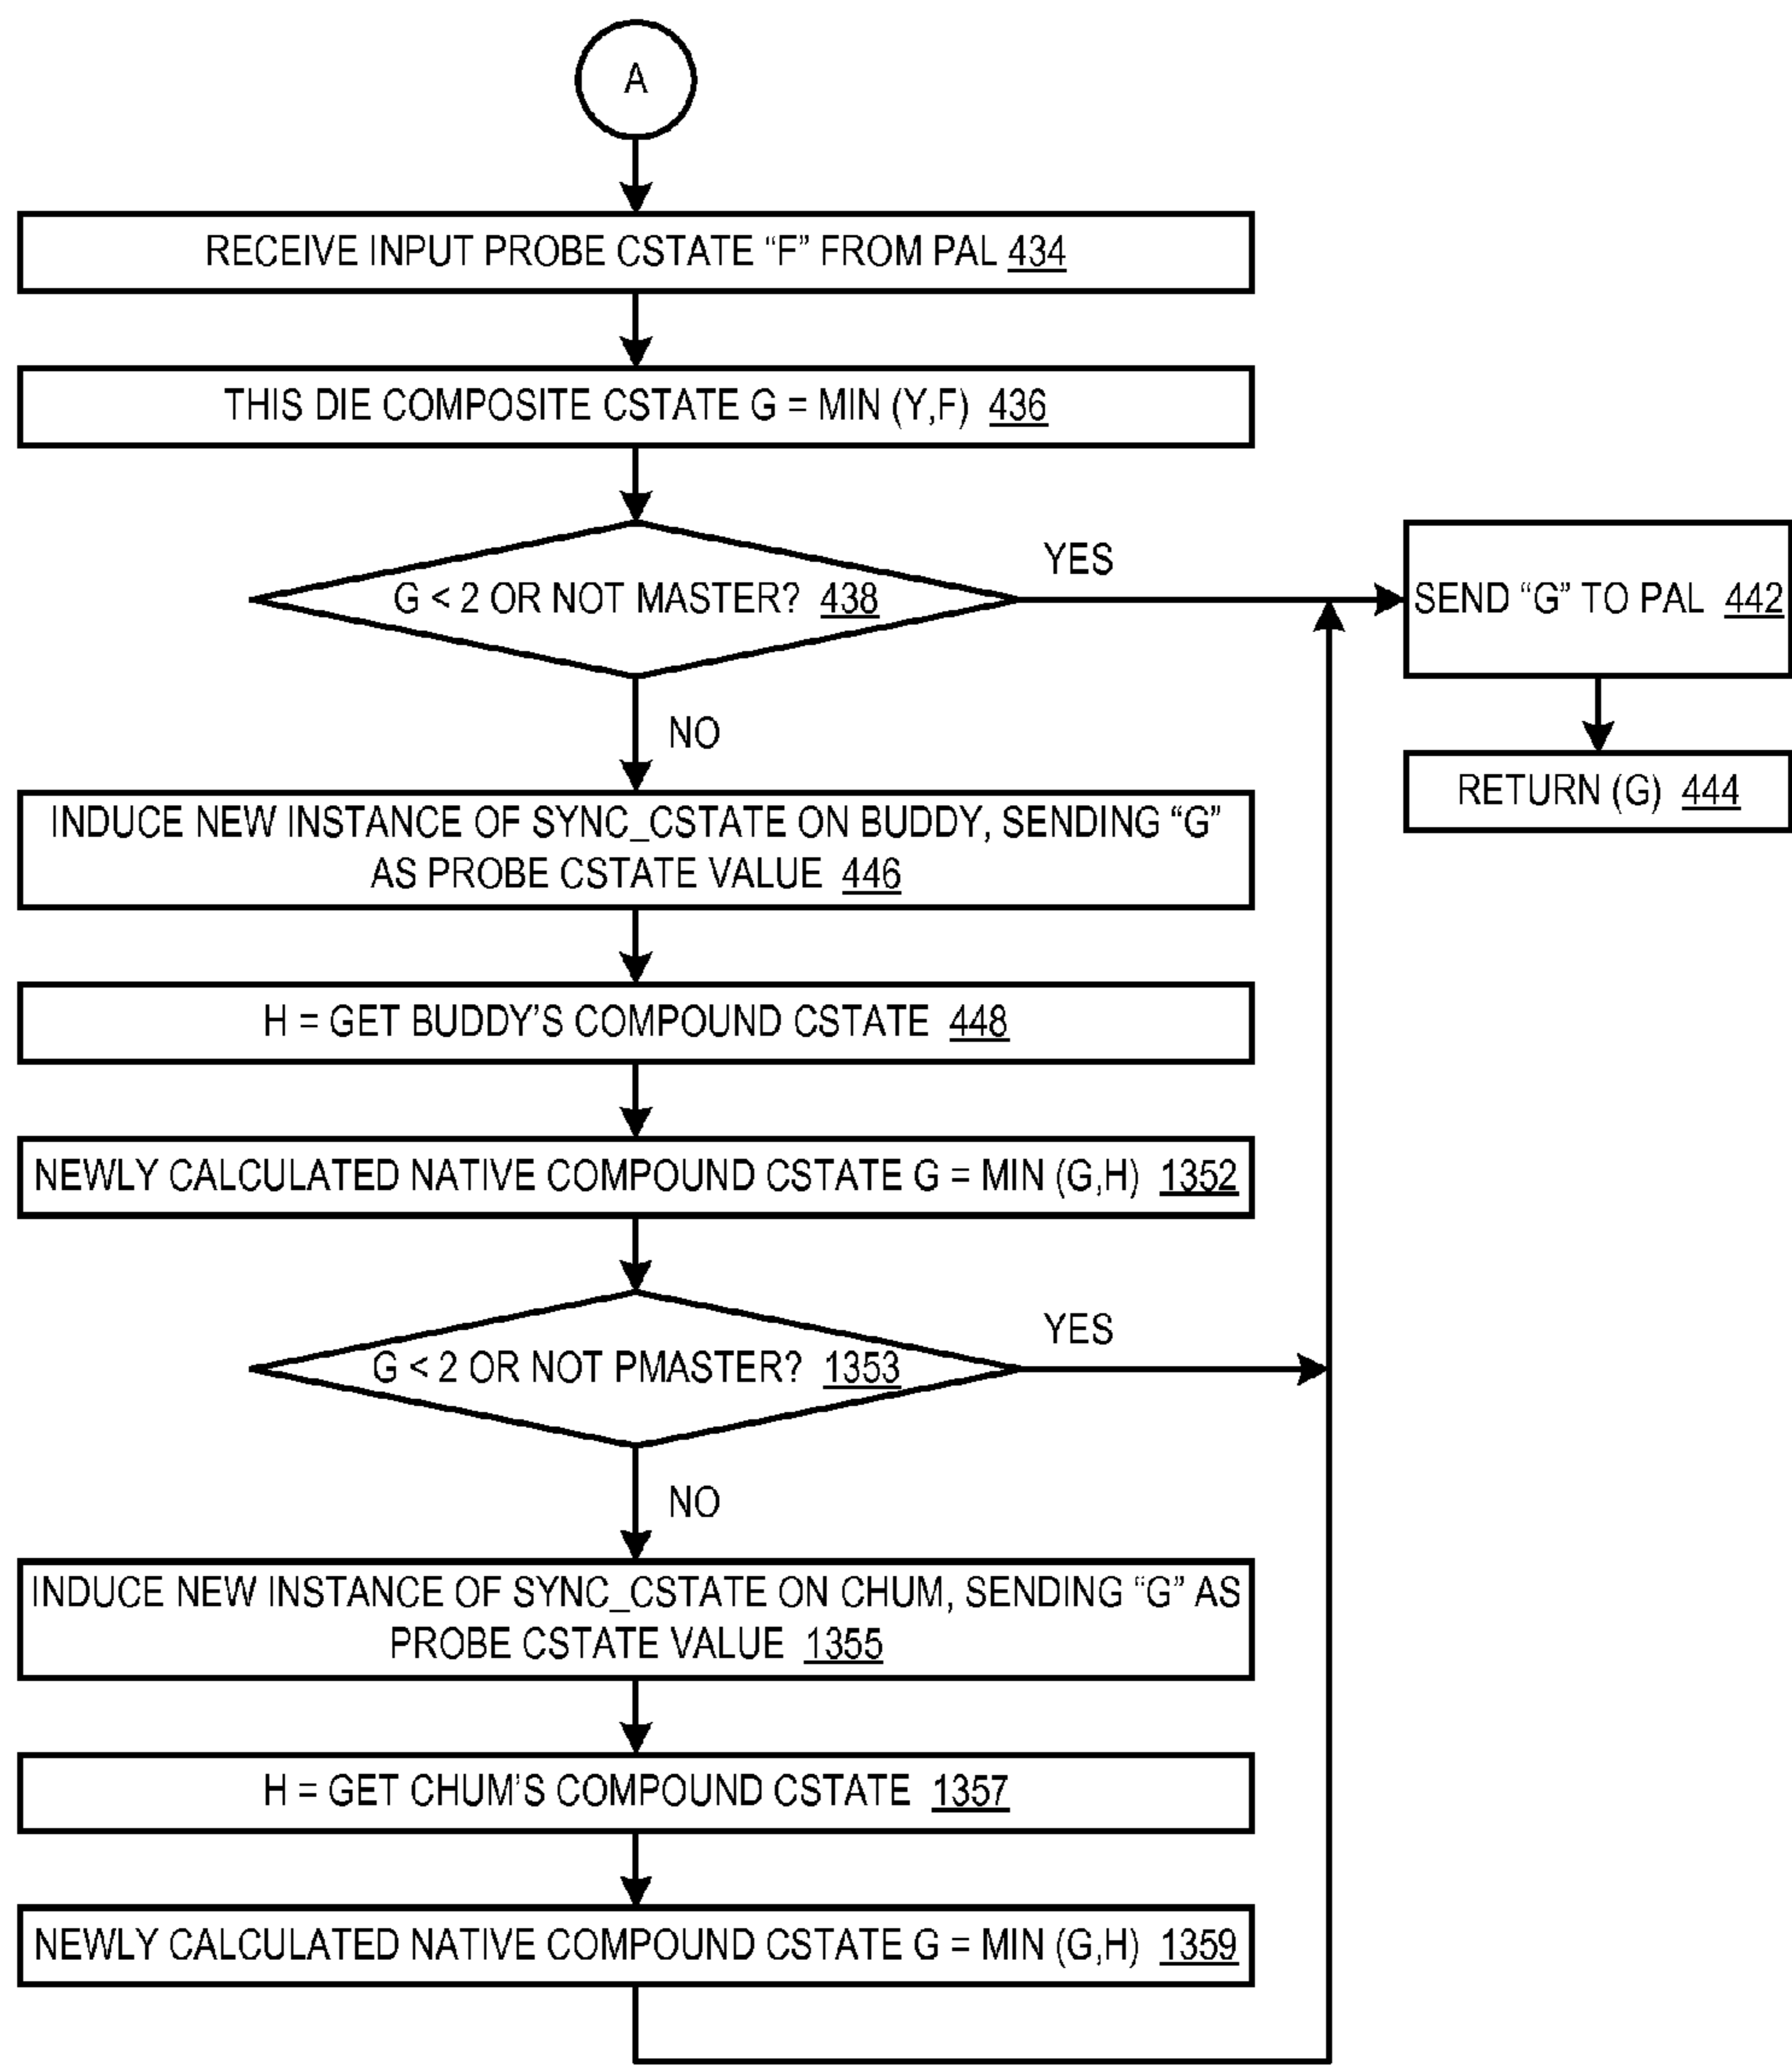 A
RECEIVE INPUT PROBE CSTATE “F” FROM PAL 434
THIS DIE COMPOSITE CSTATE G = MIN (Y,F) 436
G < 2 OR NOT MASTER? 438
YES
SEND “G” TO PAL 442
RETURN (G) 444
NO
INDUCE NEW INSTANCE OF SYNC_CSTATE ON BUDDY, SENDING “G”
AS PROBE CSTATE VALUE 446
H = GET BUDDY’S COMPOUND CSTATE 448
NEWLY CALCULATED NATIVE COMPOUND CSTATE G = MIN (G,H) 1352
G < 2 OR NOT PMASTER? 1353
YES
NO
INDUCE NEW INSTANCE OF SYNC_CSTATE ON CHUM, SENDING “G” AS
PROBE CSTATE VALUE 1355
H = GET CHUM’S COMPOUND CSTATE 1357
NEWLY CALCULATED NATIVE COMPOUND CSTATE G = MIN (G,H) 1359